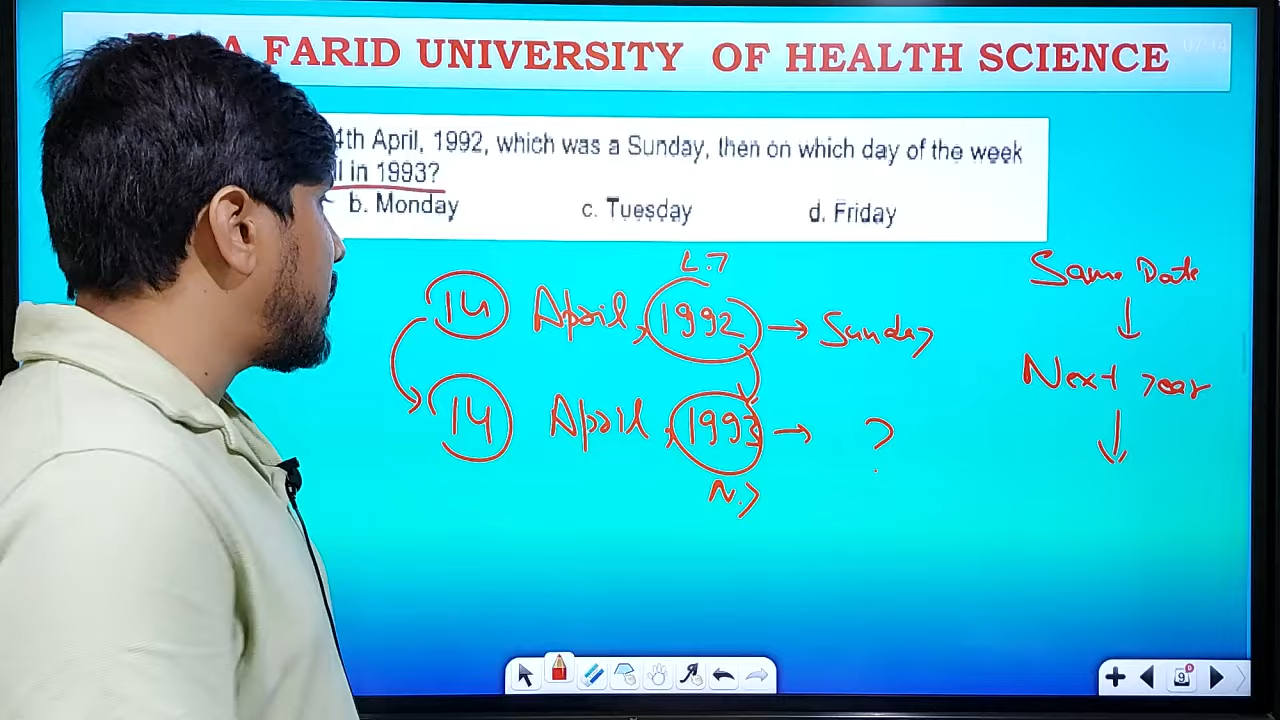 FARID UNIVERSITY OF HEALTH SCIENCE
4th April, 1992, which was a Sunday, then on which day of the week
in 1993?
b. Monday c. Tuesday d. Friday
L.Y
14 April, 1992 → Sunday
14 April, 1993 → ?
N.Y
Same Date
↓
Next year
↓
9